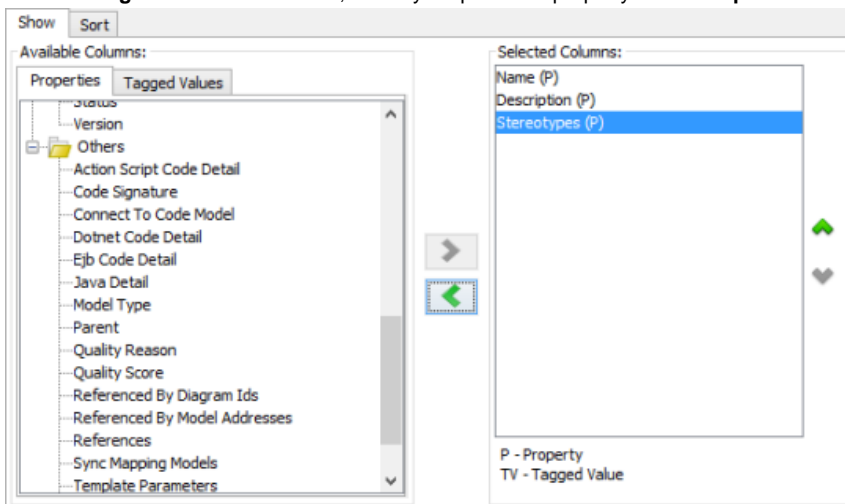 Show Sort
Available Columns:
Properties Tagged Values
Status
Version
Others
Action Script Code Detail
Code Signature
Connect To Code Model
Dotnet Code Detail
Ejb Code Detail
Java Detail
Model Type
Parent
Quality Reason
Quality Score
Referenced By Diagram Ids
Referenced By Model Addresses
References
Sync Mapping Models
Template Parameters
Selected Columns:
Name (P)
Description (P)
Stereotypes (P)
P - Property
TV - Tagged Value